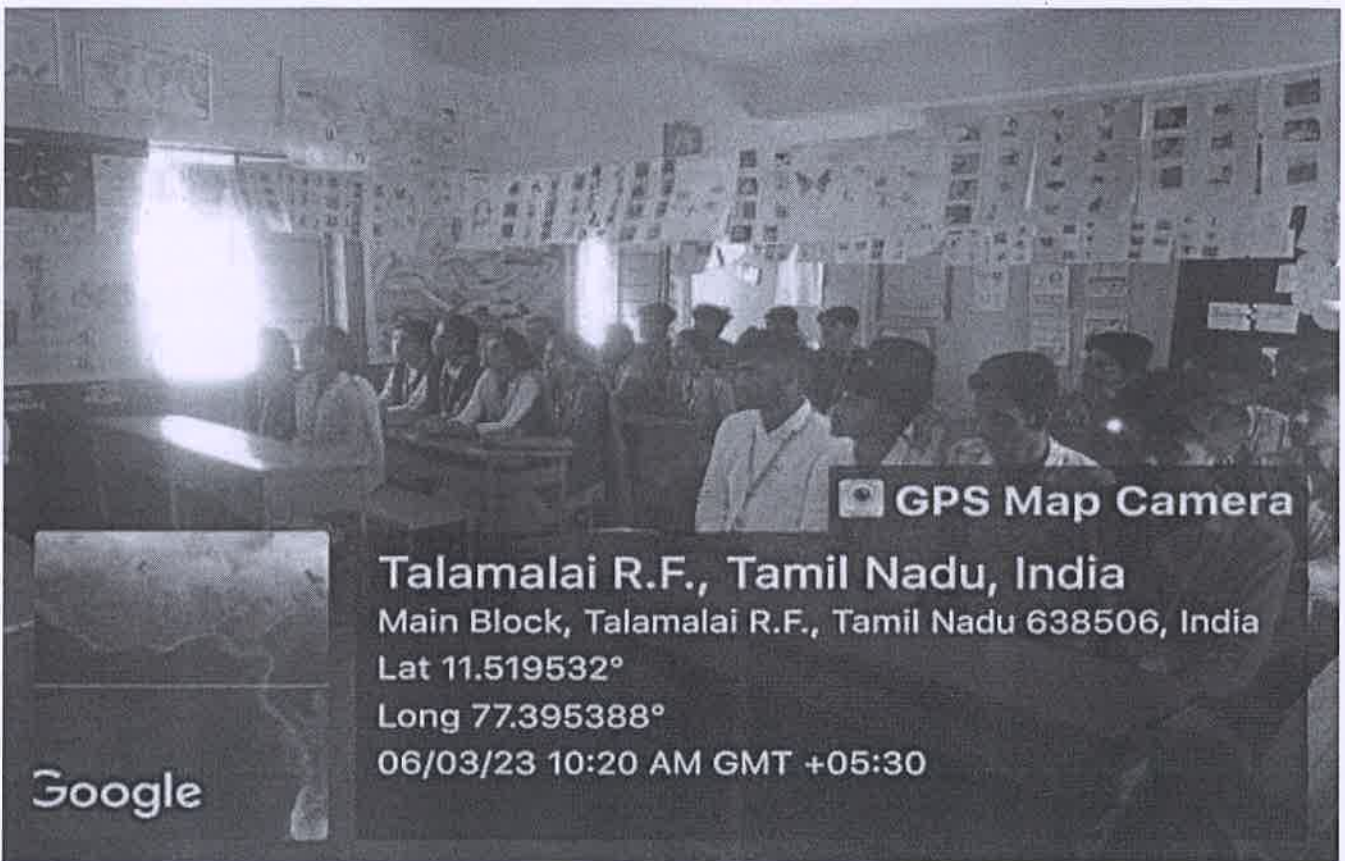 GPS Map Camera
Talamalai R.F., Tamil Nadu, India
Main Block, Talamalai R.F., Tamil Nadu 638506, India
Lat 11.519532°
Long 77.395388°
06/03/23 10:20 AM GMT +05:30
Google